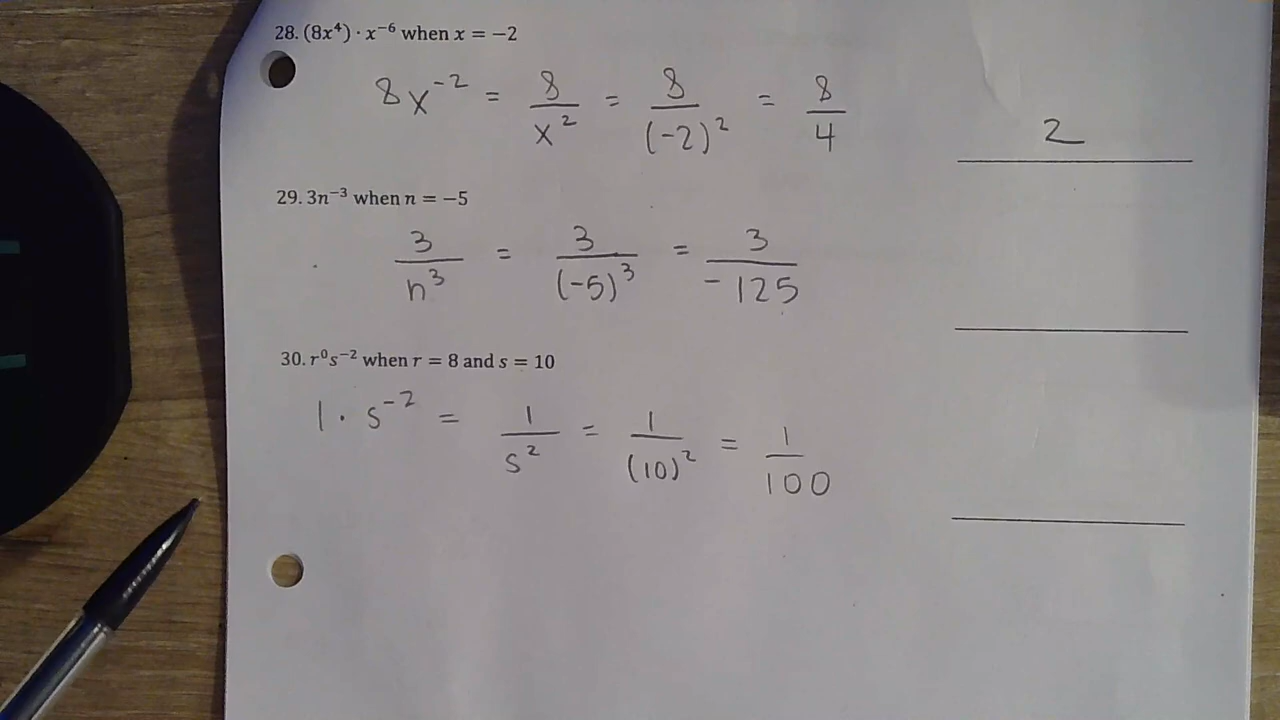 28. (8x⁴) · x⁻⁶ when x = −2
8x⁻² = 8/x² = 8/(-2)² = 8/4
2
29. 3n⁻³ when n = −5
3/n³ = 3/(-5)³ = 3/-125
30. r⁰s⁻² when r = 8 and s = 10
1 · s⁻² = 1/s² = 1/(10)² = 1/100